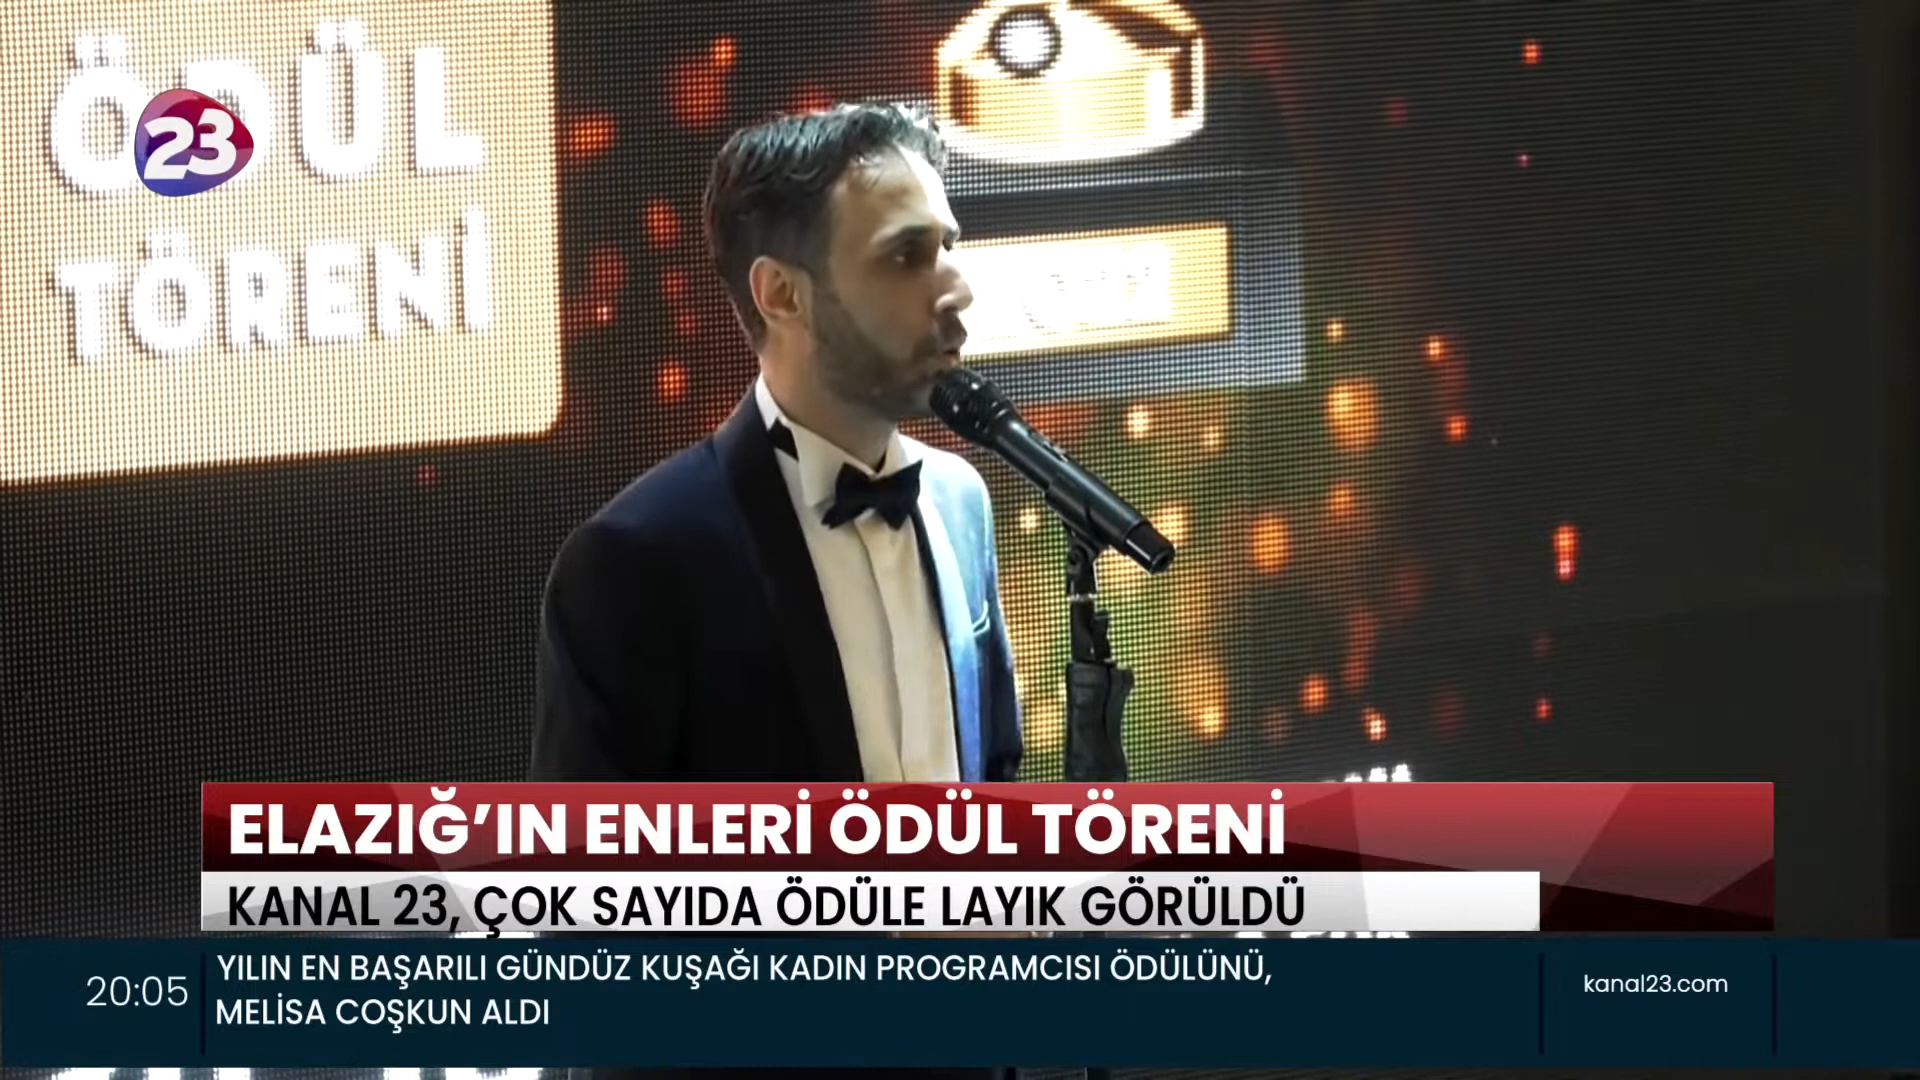 ÖDÜL
TÖRENİ
23
ELAZIĞ’IN ENLERİ ÖDÜL TÖRENİ
KANAL 23, ÇOK SAYIDA ÖDÜLE LAYIK GÖRÜLDÜ
20:05
YILIN EN BAŞARILI GÜNDÜZ KUŞAĞI KADIN PROGRAMCISI ÖDÜLÜNÜ,
MELİSA COŞKUN ALDI
kanal23.com